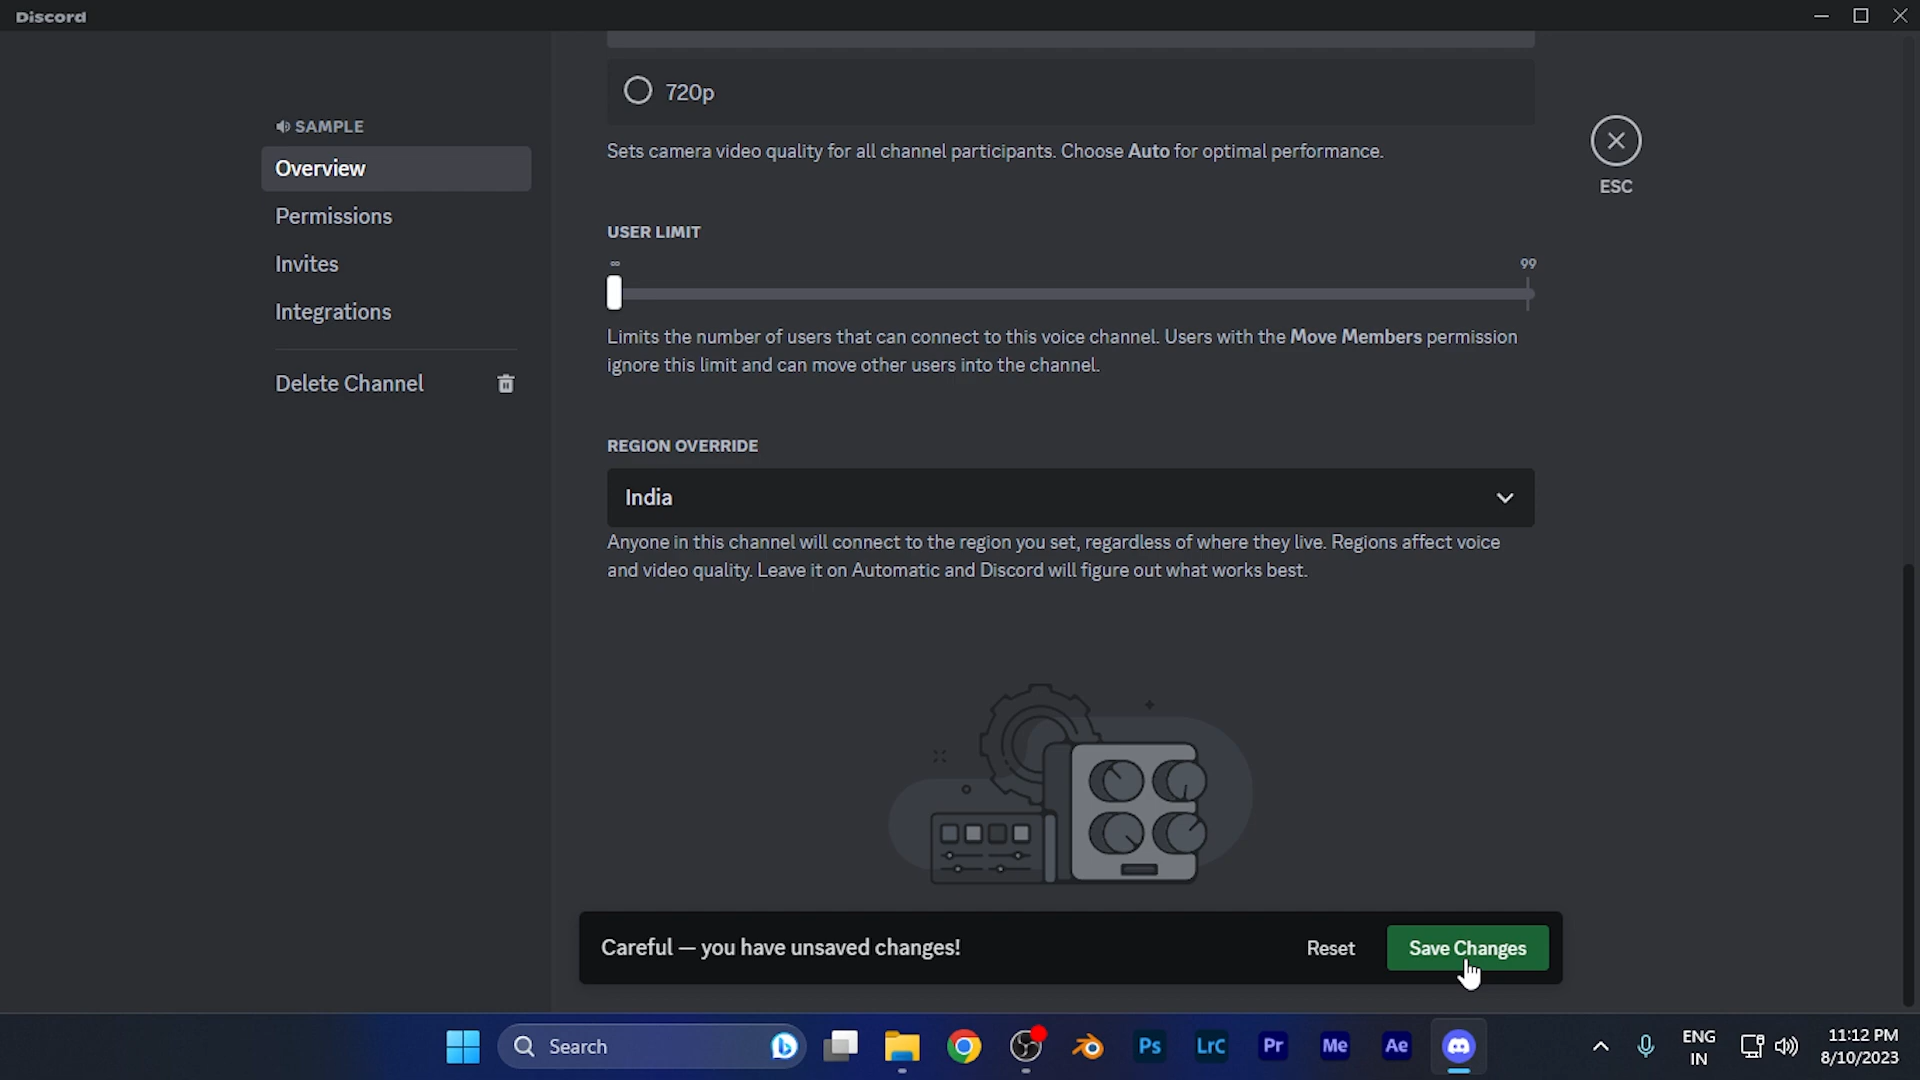 Discord
SAMPLE
Overview
Permissions
Invites
Integrations
Delete Channel
720p
Sets camera video quality for all channel participants. Choose Auto for optimal performance.
ESC
USER LIMIT
∞ 99
Limits the number of users that can connect to this voice channel. Users with the Move Members permission
ignore this limit and can move other users into the channel.
REGION OVERRIDE
India
Anyone in this channel will connect to the region you set, regardless of where they live. Regions affect voice
and video quality. Leave it on Automatic and Discord will figure out what works best.
Careful — you have unsaved changes! Reset Save Changes
Search Ps LrC Pr Me Ae ENG 11:12 PM
IN 8/10/2023